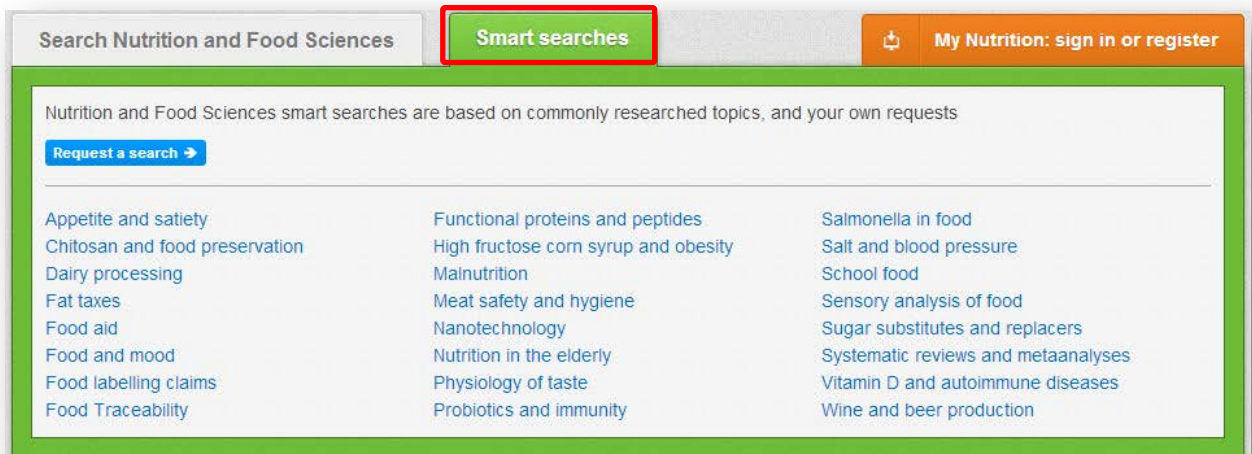 Search Nutrition and Food Sciences
Smart searches
My Nutrition: sign in or register
Nutrition and Food Sciences smart searches are based on commonly researched topics, and your own requests
Request a search →
Appetite and satiety
Chitosan and food preservation
Dairy processing
Fat taxes
Food aid
Food and mood
Food labelling claims
Food Traceability
Functional proteins and peptides
High fructose corn syrup and obesity
Malnutrition
Meat safety and hygiene
Nanotechnology
Nutrition in the elderly
Physiology of taste
Probiotics and immunity
Salmonella in food
Salt and blood pressure
School food
Sensory analysis of food
Sugar substitutes and replacers
Systematic reviews and metaanalyses
Vitamin D and autoimmune diseases
Wine and beer production